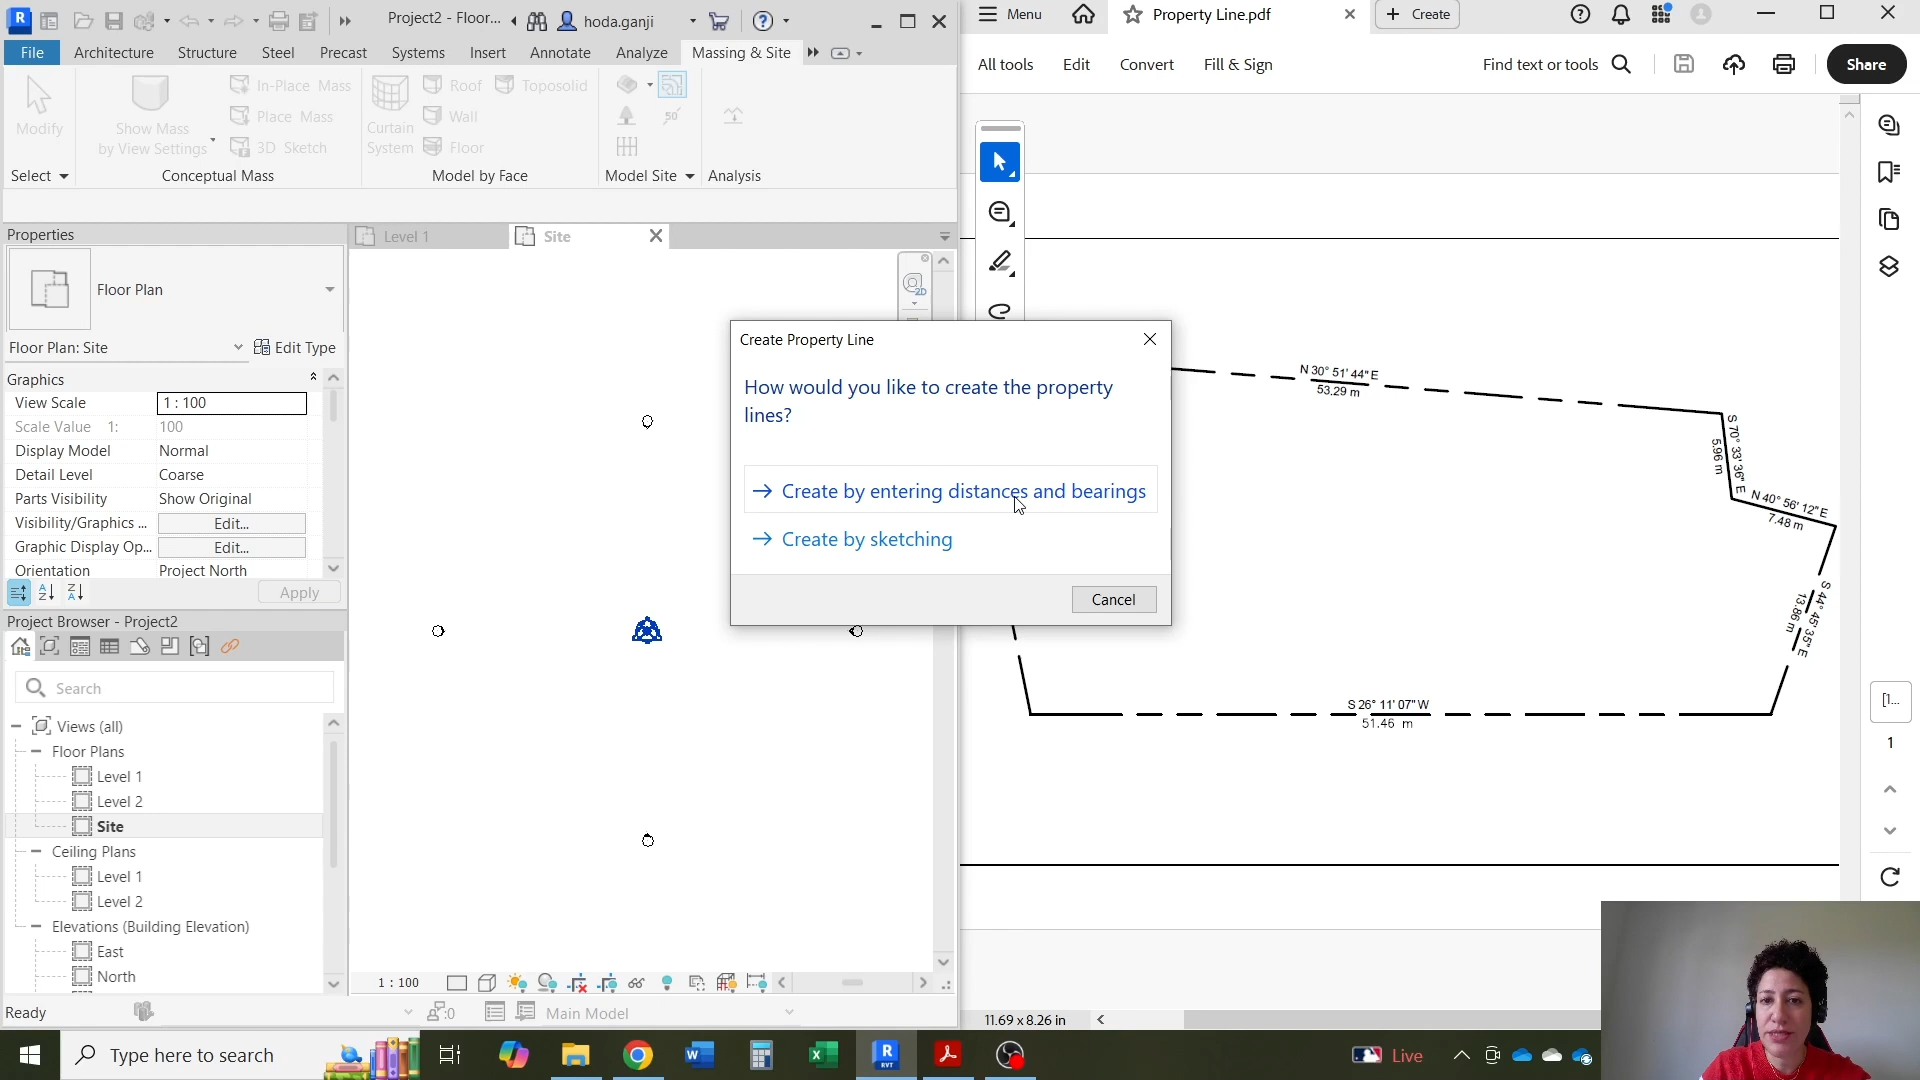 Project2 - Floor...
hoda.ganji
File
Architecture
Structure
Steel
Precast
Systems
Insert
Annotate
Analyze
Massing & Site
Modify
Show Mass
by View Settings
In-Place Mass
Place Mass
3D Sketch
Curtain
System
Roof
Toposolid
Wall
Floor
50'
Select
Conceptual Mass
Model by Face
Model Site
Analysis
Menu
Property Line.pdf
Create
All tools
Edit
Convert
Fill & Sign
Find text or tools
Share
Properties
Level 1
Site
Floor Plan
Floor Plan: Site
Edit Type
Graphics
View Scale
1 : 100
Scale Value 1:
100
Display Model
Normal
Detail Level
Coarse
Parts Visibility
Show Original
Visibility/Graphics ...
Edit...
Graphic Display Op...
Edit...
Orientation
Project North
Apply
Project Browser - Project2
Search
Views (all)
Floor Plans
Level 1
Level 2
Site
Ceiling Plans
Level 1
Level 2
Elevations (Building Elevation)
East
North
2D
1 : 100
Ready
:0
Main Model
Create Property Line
How would you like to create the property
lines?
Create by entering distances and bearings
Create by sketching
Cancel
N 30° 51' 44" E
53.29 m
S 70° 33' 36" E
5.96 m
N 40° 56' 12" E
7.48 m
S 44° 45' 35" E
13.86 m
S 26° 11' 07" W
51.46 m
[1...
1
11.69 x 8.26 in
Type here to search
Live